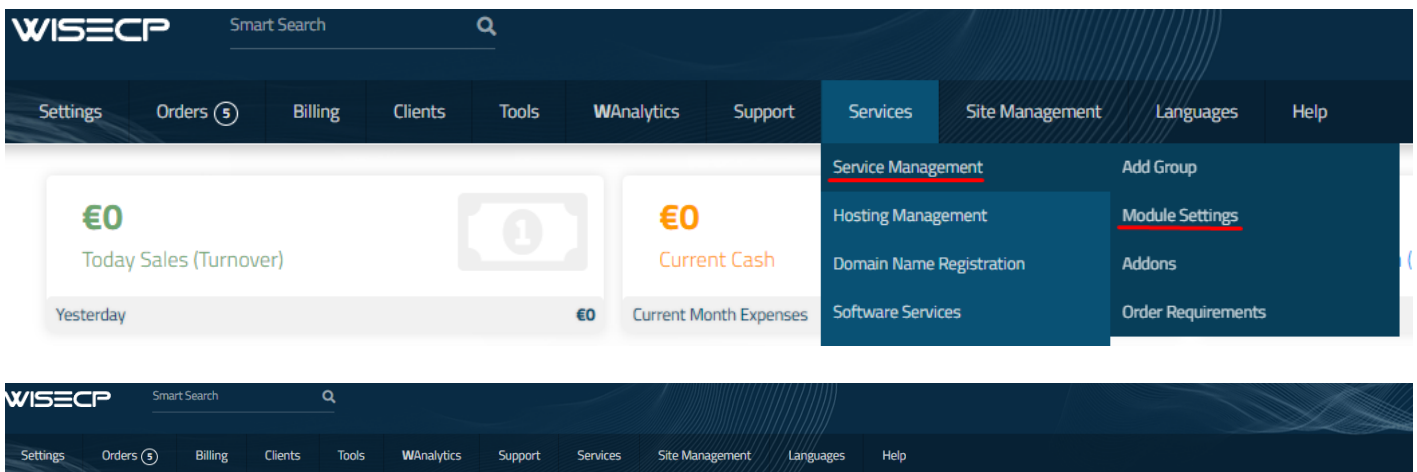 WISECP Smart Search
Settings Orders 5 Billing Clients Tools WAnalytics Support Services Site Management Languages Help
Service Management Add Group
€0 €0 Hosting Management Module Settings
Today Sales (Turnover) Current Cash Domain Name Registration Addons (
Yesterday €0 Current Month Expenses Software Services Order Requirements
WISECP Smart Search
Settings Orders 5 Billing Clients Tools WAnalytics Support Services Site Management Languages Help